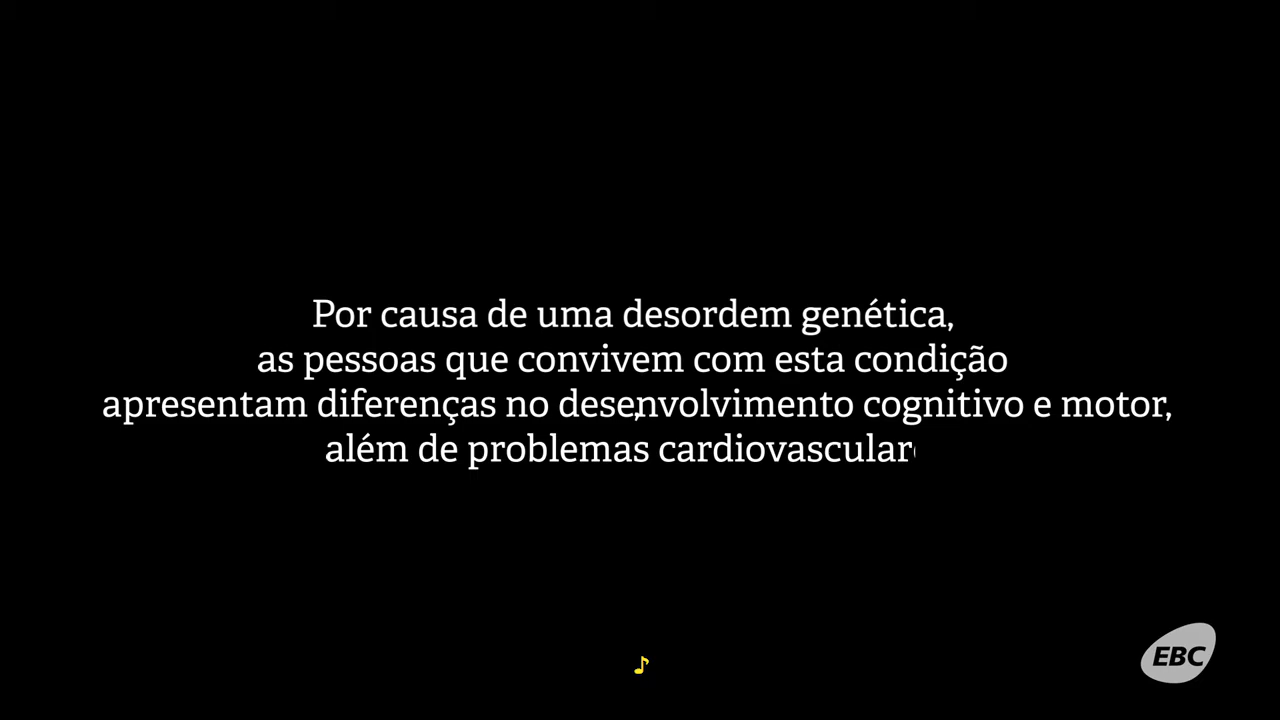 Por causa de uma desordem genética,
as pessoas que convivem com esta condição
apresentam diferenças no desenvolvimento cognitivo e motor,
além de problemas
EBC